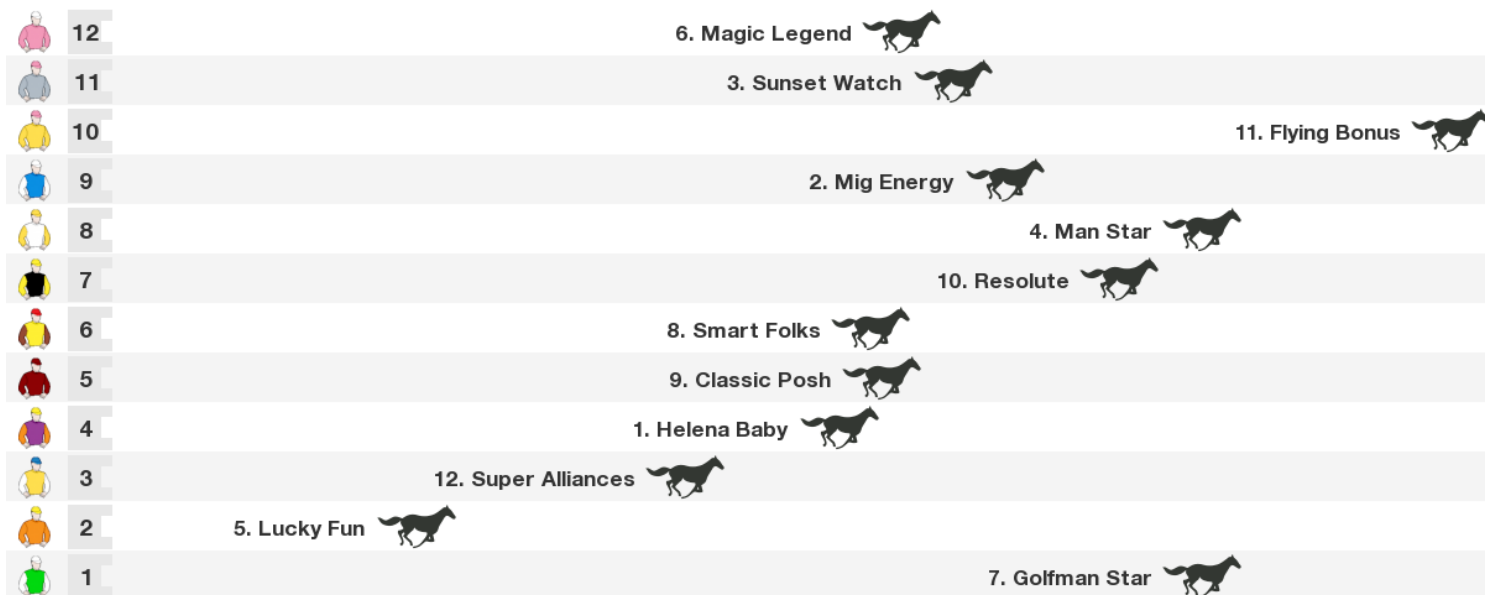 12 6. Magic Legend
11 3. Sunset Watch
10 11. Flying Bonus
9 2. Mig Energy
8 4. Man Star
7 10. Resolute
6 8. Smart Folks
5 9. Classic Posh
4 1. Helena Baby
3 12. Super Alliances
2 5. Lucky Fun
1 7. Golfman Star